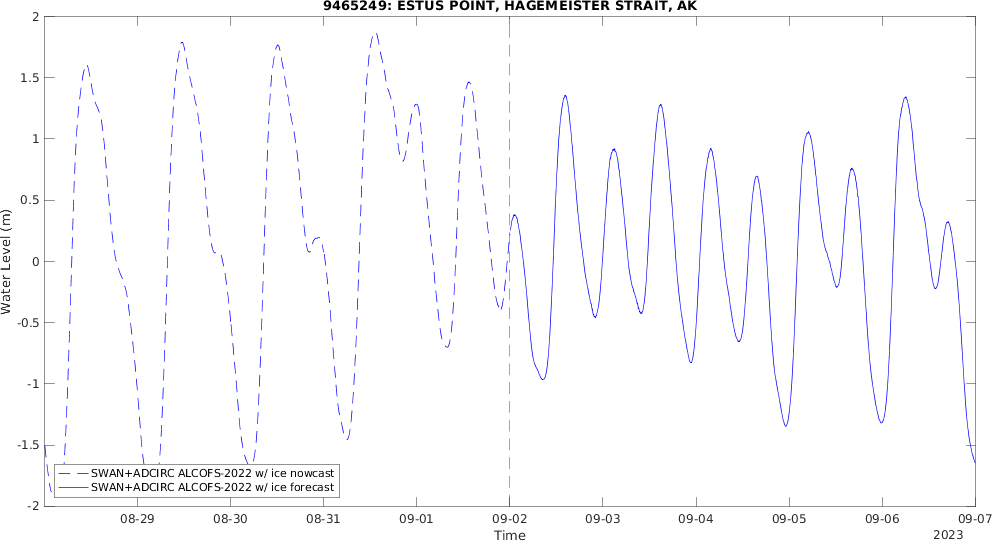 9465249: ESTUS POINT, HAGEMEISTER STRAIT, AK
Water Level (m)
2
1.5
1
0.5
0
-0.5
-1
-1.5
-2
SWAN+ADCIRC ALCOFS-2022 w/ ice nowcast
SWAN+ADCIRC ALCOFS-2022 w/ ice forecast
08-29 08-30 08-31 09-01 09-02 09-03 09-04 09-05 09-06 09-07
Time
2023